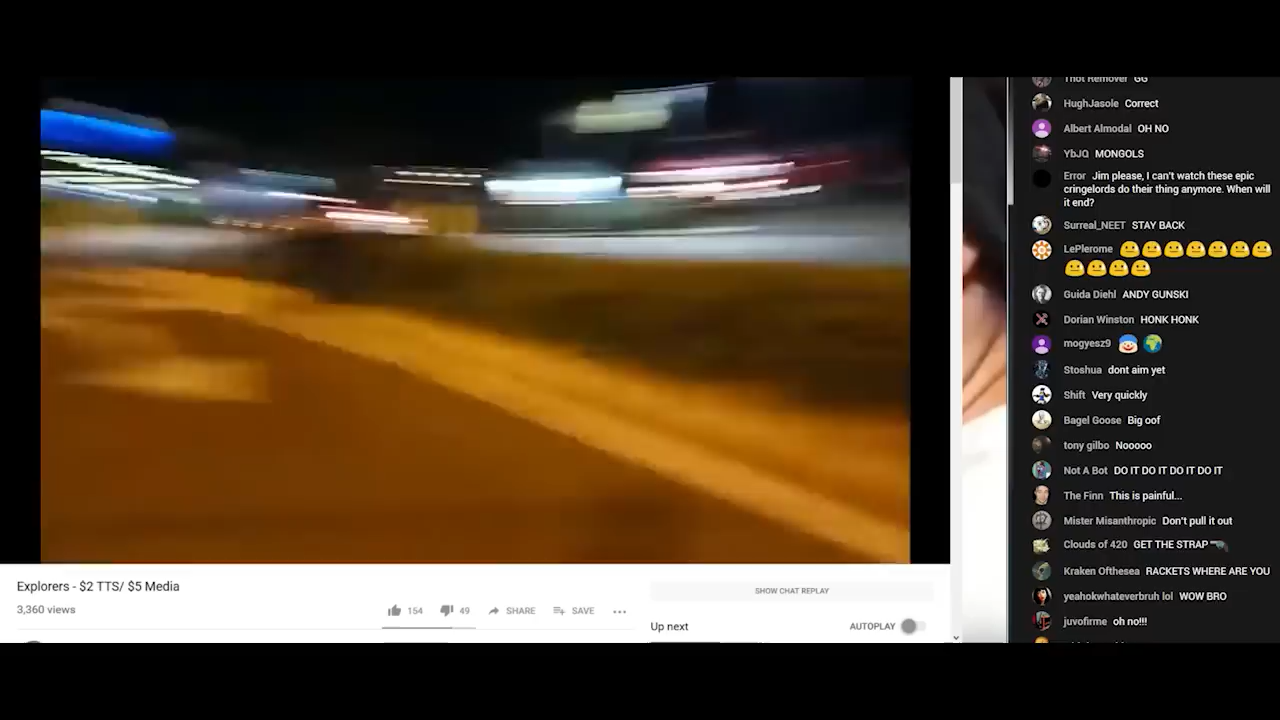 Explorers - $2 TTS/ $5 Media
3,360 views
154
49
SHARE
SAVE
SHOW CHAT REPLAY
Up next
AUTOPLAY
Thot Remover GG
HughJasole Correct
Albert Almodal OH NO
YbJQ MONGOLS
Error Jim please, I can't watch these epic
cringelords do their thing anymore. When will
it end?
Surreal_NEET STAY BACK
LePlerome
Guida Diehl ANDY GUNSKI
Dorian Winston HONK HONK
mogyesz9
Stoshua dont aim yet
Shift Very quickly
Bagel Goose Big oof
tony gilbo Nooooo
Not A Bot DO IT DO IT DO IT DO IT
The Finn This is painful...
Mister Misanthropic Don't pull it out
Clouds of 420 GET THE STRAP
Kraken Ofthesea RACKETS WHERE ARE YOU
yeahokwhateverbruh lol WOW BRO
juvofirme oh no!!!